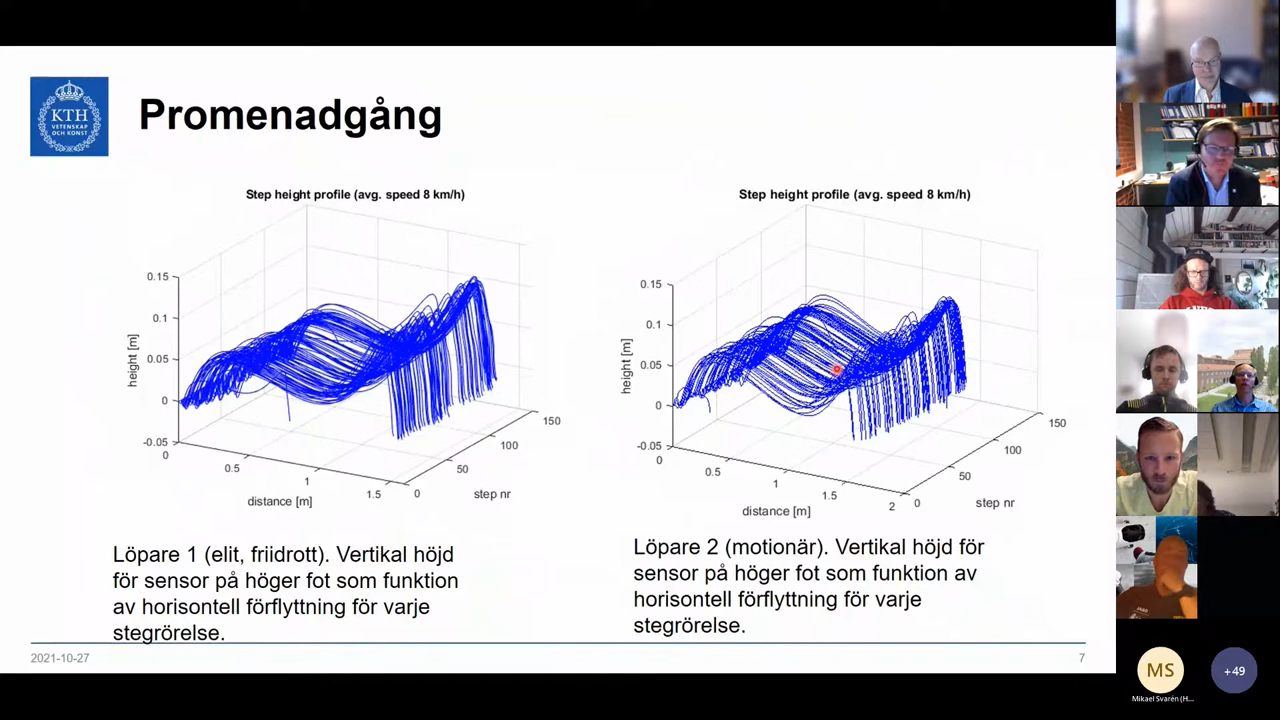 KTH
VETENSKAP
OCH KONST
Promenadgång
Step height profile (avg. speed 8 km/h)
0.15
0.1
0.05
0
-0.05
height [m]
0
0.5
1
1.5
distance [m]
0
50
100
150
step nr
Step height profile (avg. speed 8 km/h)
0.15
0.1
0.05
0
-0.05
height [m]
0
0.5
1
1.5
2
distance [m]
0
50
100
150
step nr
Löpare 1 (elit, friidrott). Vertikal höjd
för sensor på höger fot som funktion
av horisontell förflyttning för varje
stegrörelse.
Löpare 2 (motionär). Vertikal höjd för
sensor på höger fot som funktion av
horisontell förflyttning för varje
stegrörelse.
2021-10-27
7
MS
Mikael Svarén (H...
+49